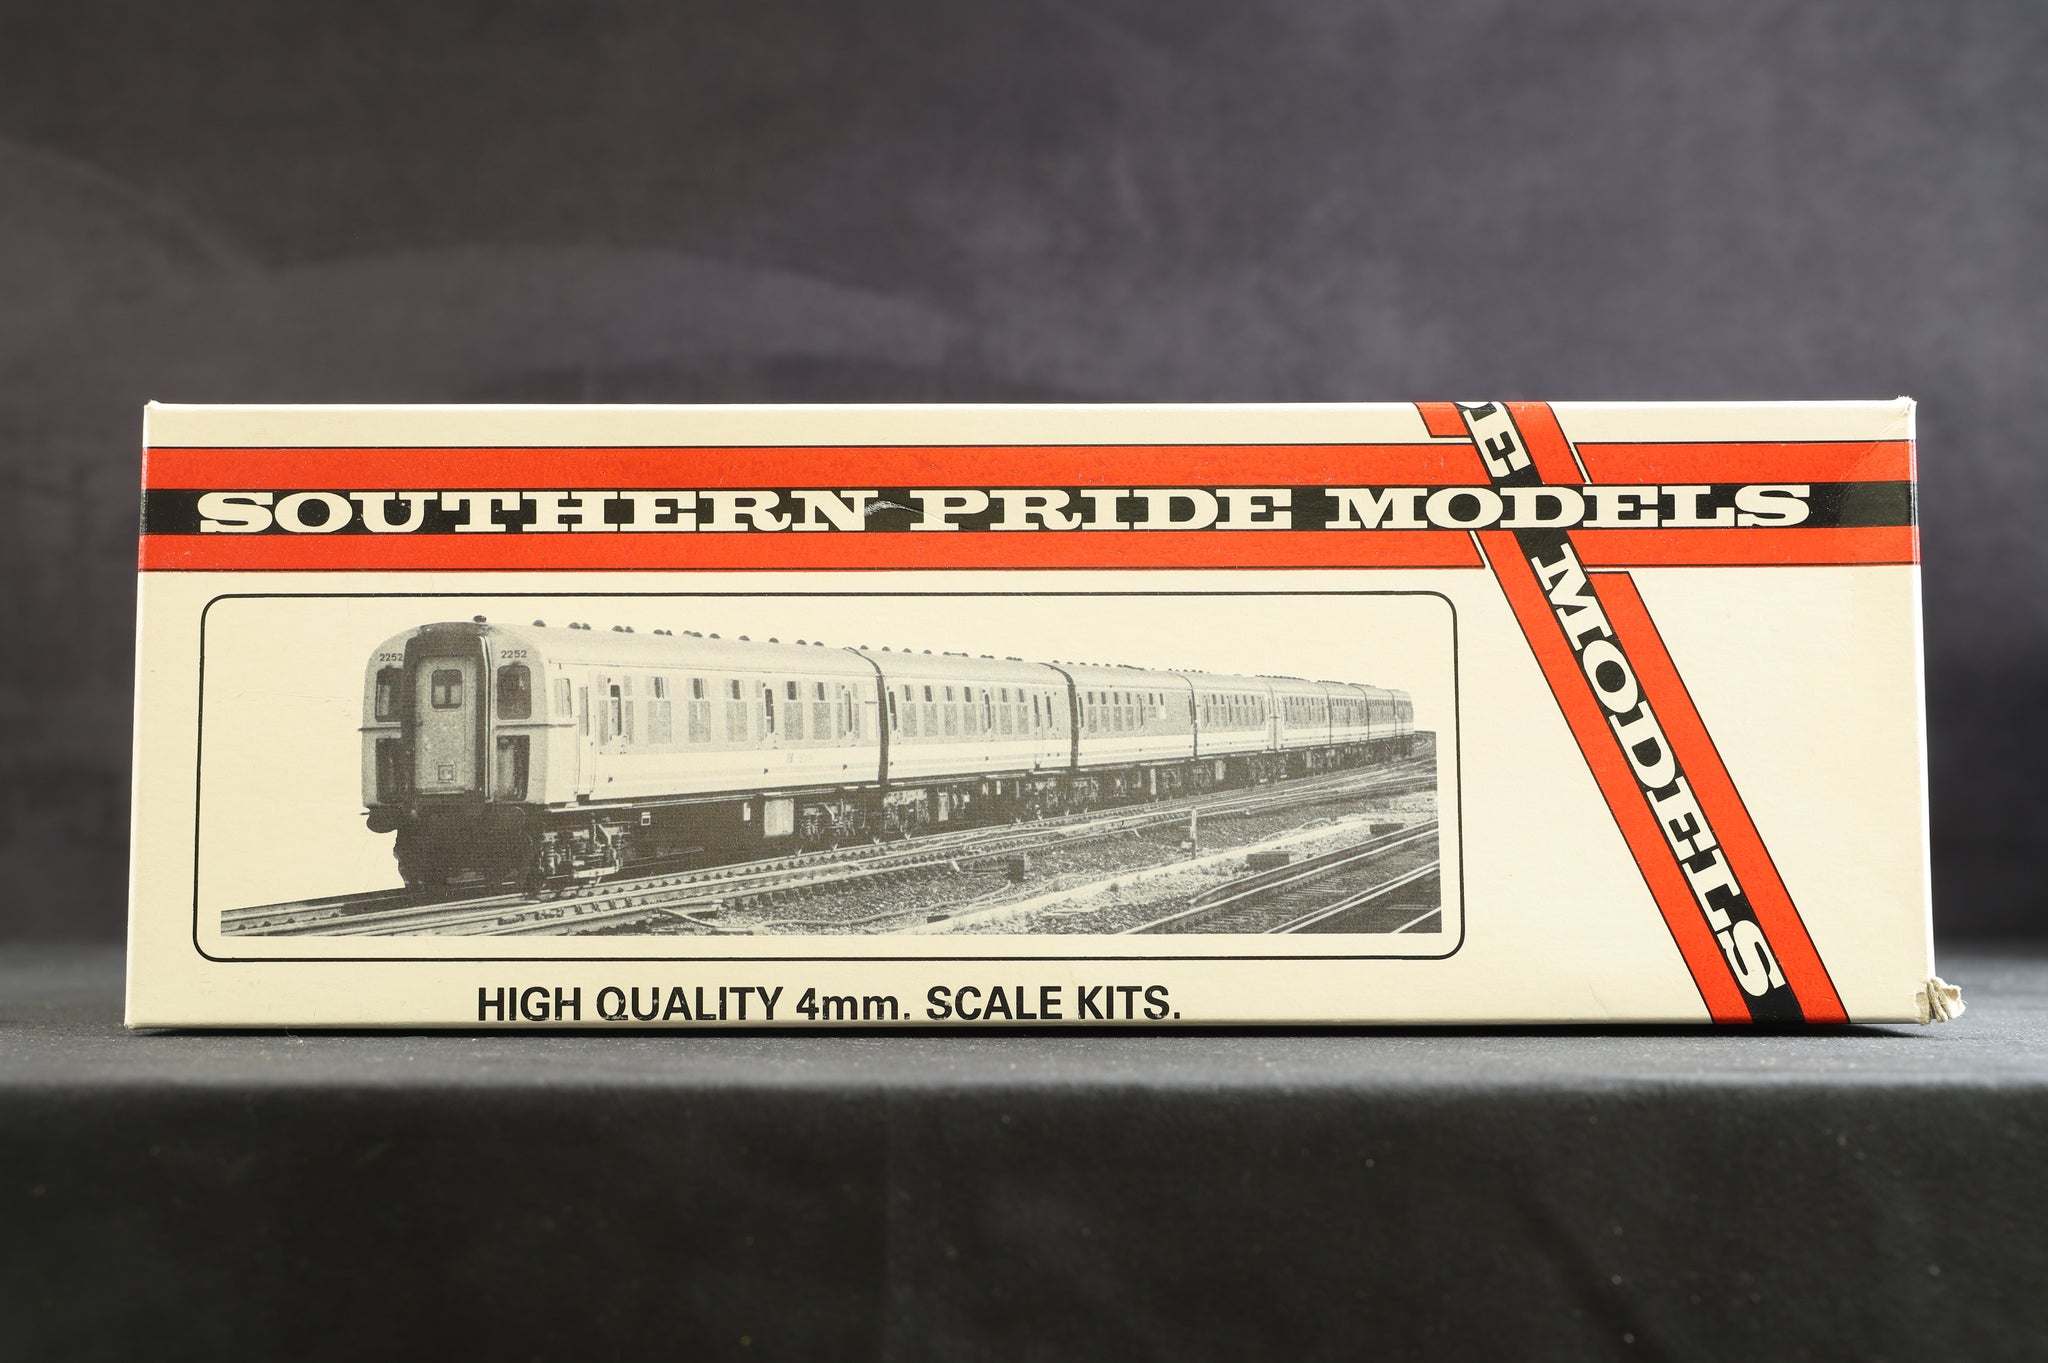 SOUTHERN PRIDE MODELS
MODELS
2252 2252
HIGH QUALITY 4mm. SCALE KITS.